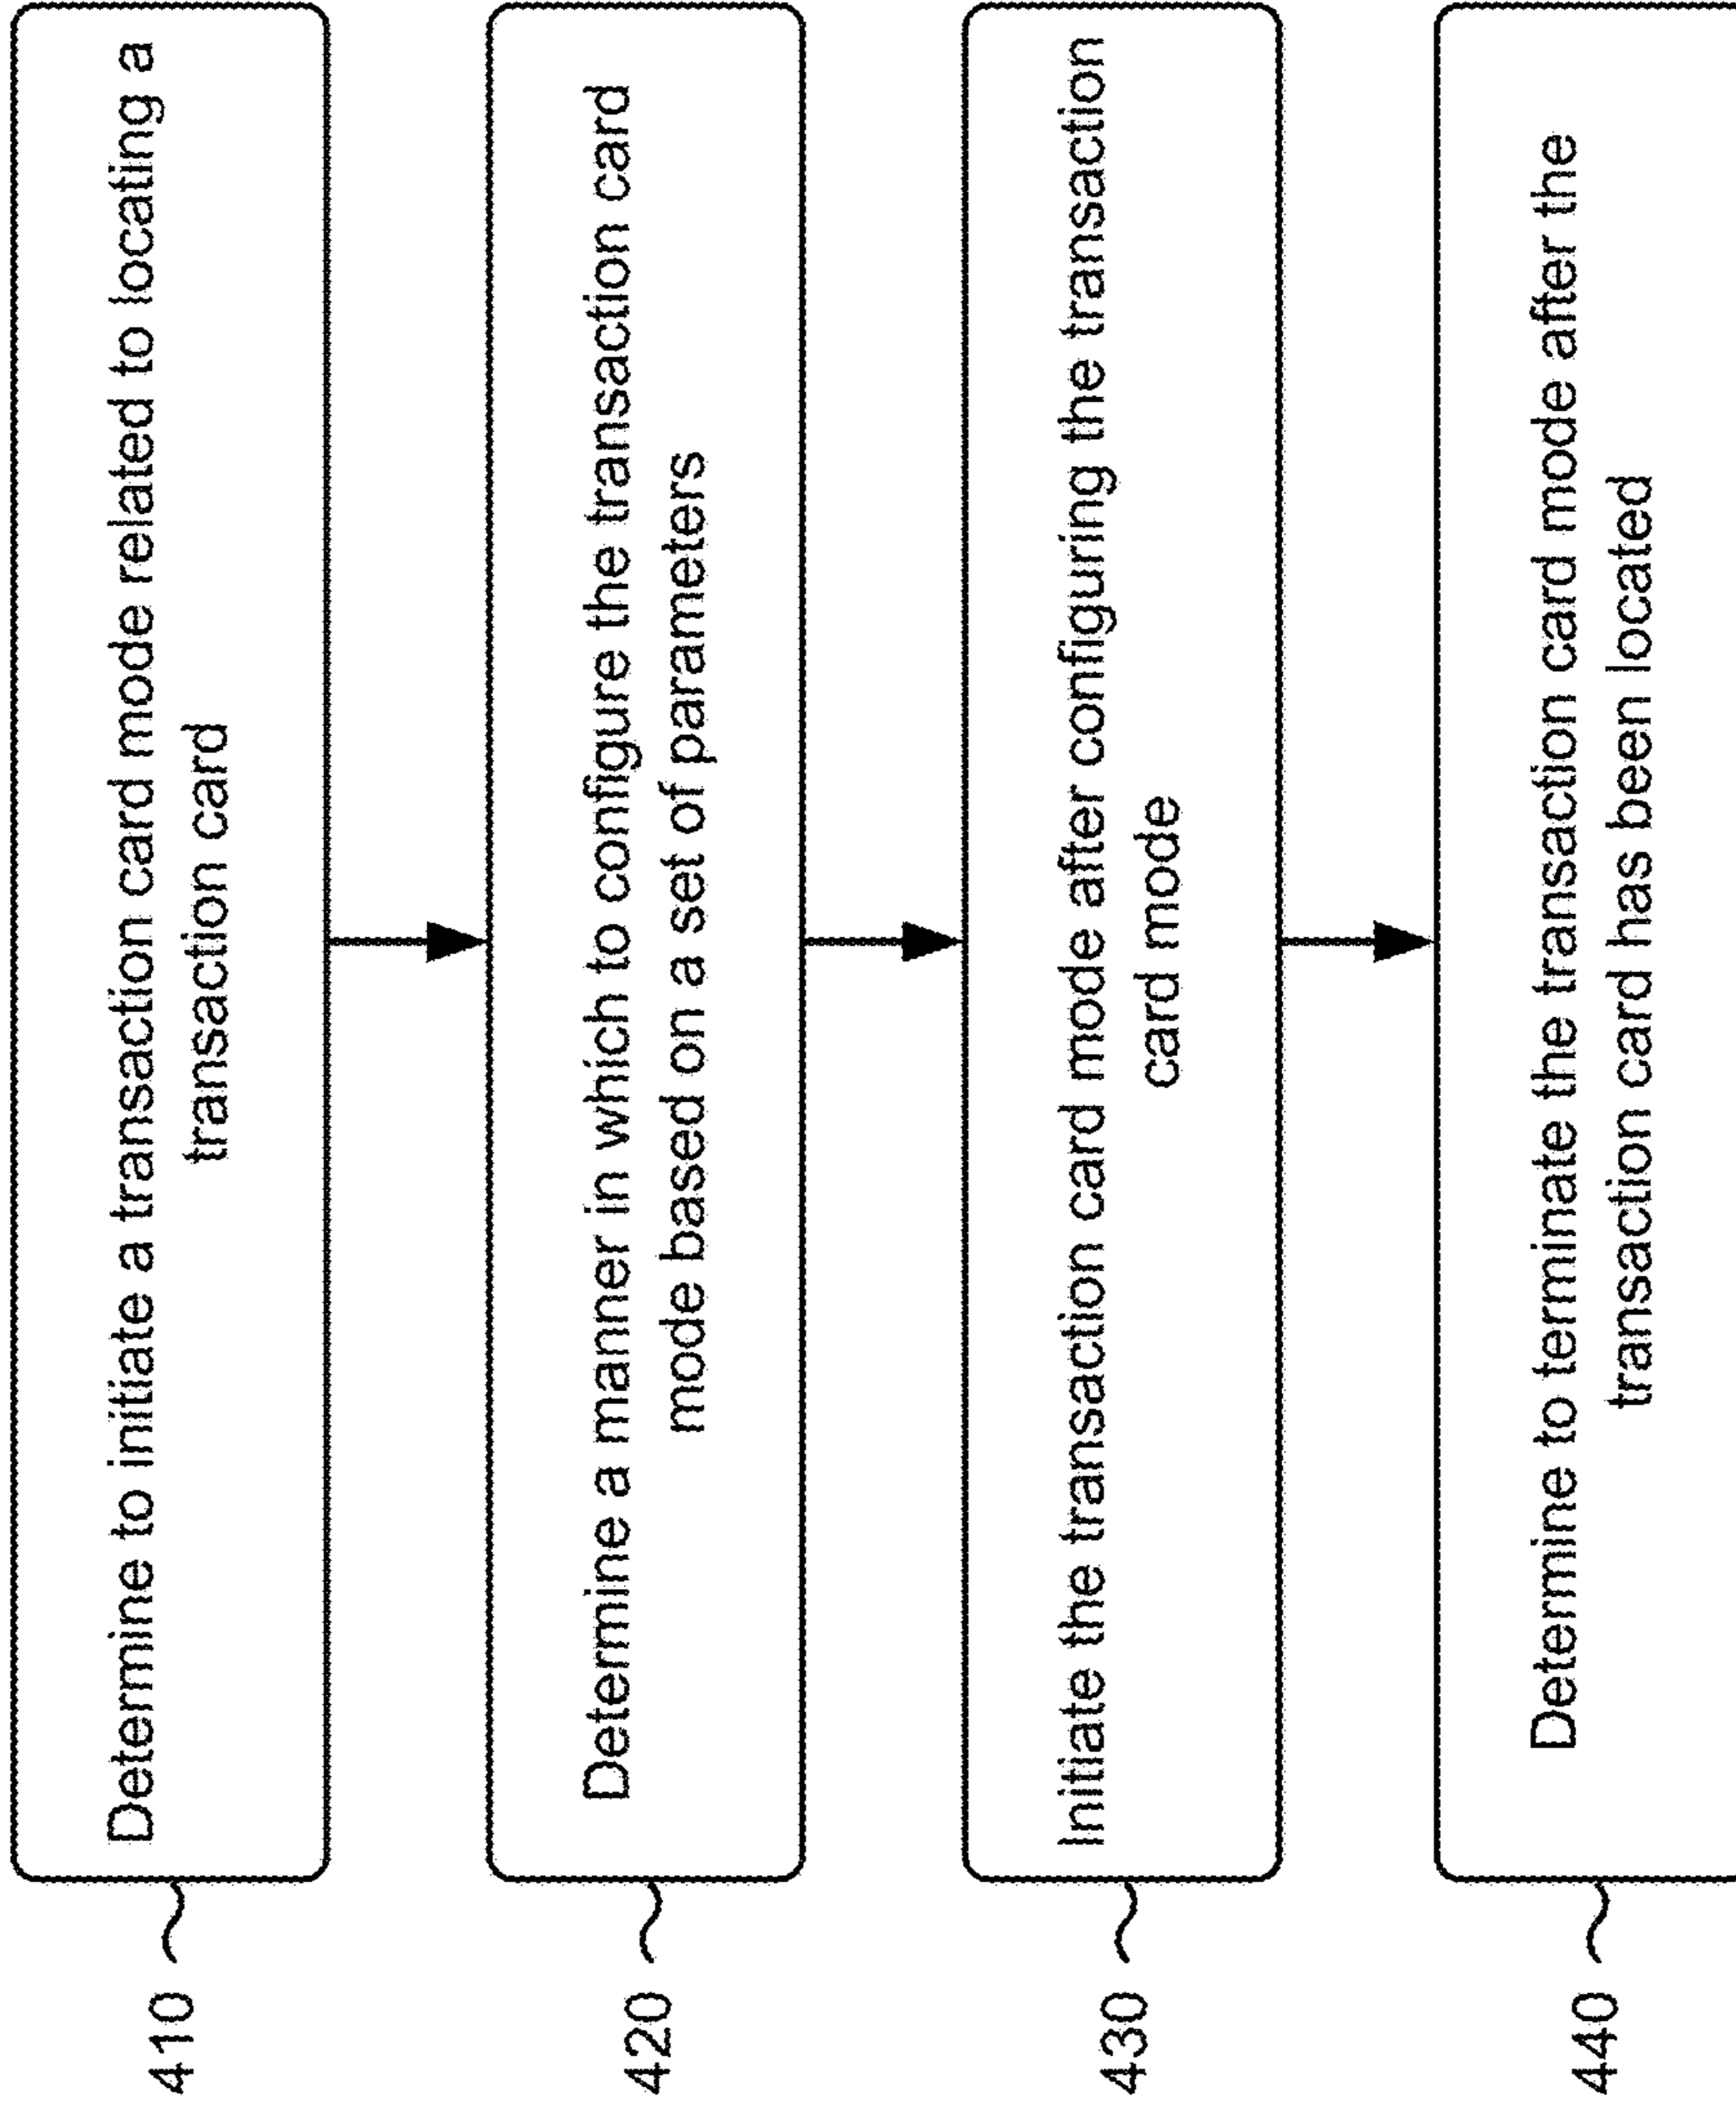 410
Determine to initiate a transaction card mode related to locating a
transaction card
420
Determine a manner in which to configure the transaction card
mode based on a set of parameters
430
Initiate the transaction card mode after configuring the transaction
card mode
440
Determine to terminate the transaction card mode after the
transaction card has been located